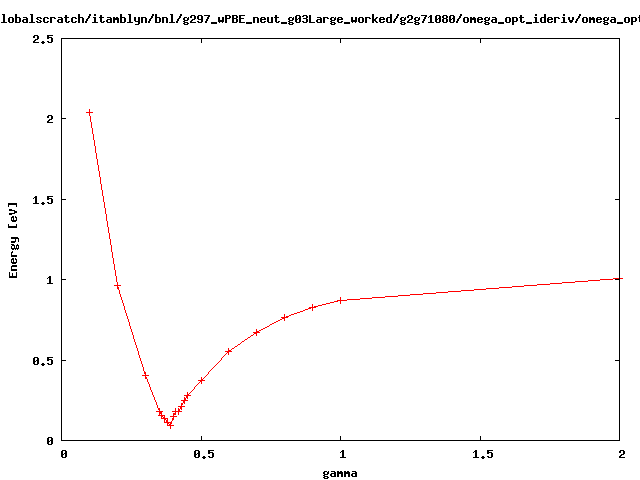 lobalscratch/itamblyn/bnl/g297_wPBE_neut_g03Large_worked/g2g71080/omega_opt_ideriv/omega_opt
2.5
2
1.5
1
0.5
0
Energy [eV]
0 0.5 1 1.5 2
gamma